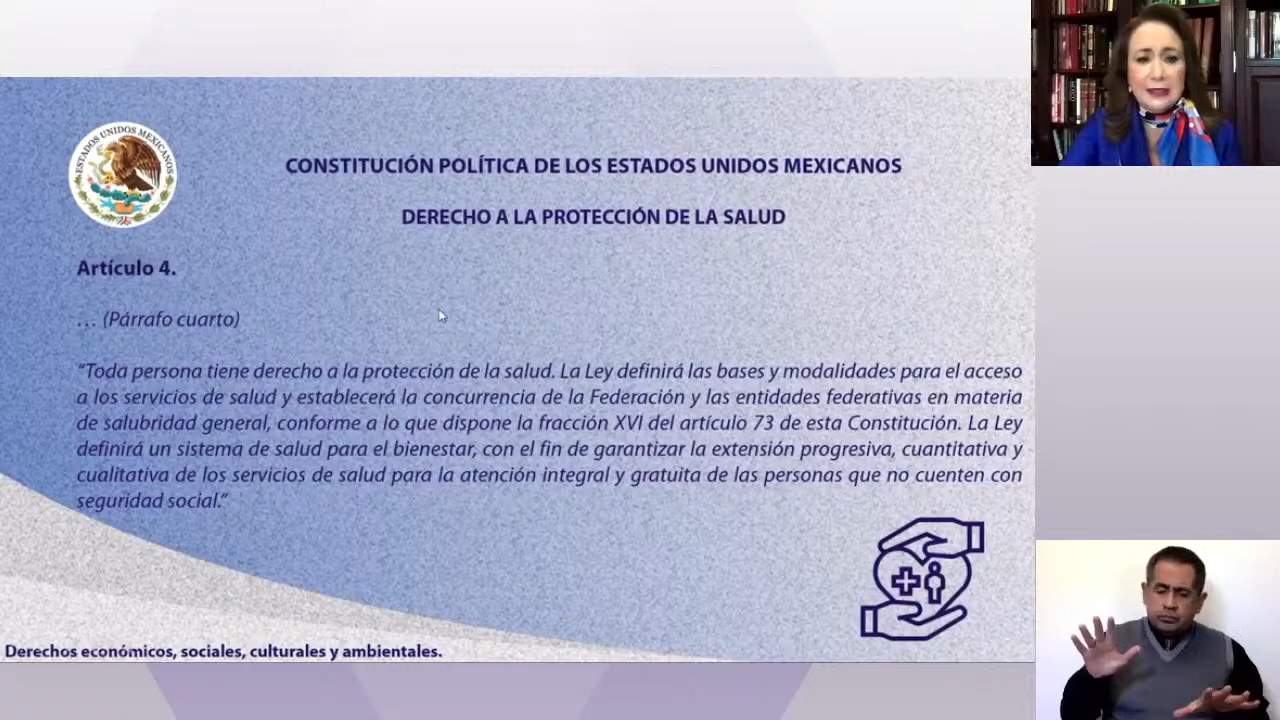 ESTADOS UNIDOS MEXICANOS
CONSTITUCIÓN POLÍTICA DE LOS ESTADOS UNIDOS MEXICANOS
DERECHO A LA PROTECCIÓN DE LA SALUD
Artículo 4.
… (Párrafo cuarto)
“Toda persona tiene derecho a la protección de la salud. La Ley definirá las bases y modalidades para el acceso
a los servicios de salud y establecerá la concurrencia de la Federación y las entidades federativas en materia
de salubridad general, conforme a lo que dispone la fracción XVI del artículo 73 de esta Constitución. La Ley
definirá un sistema de salud para el bienestar, con el fin de garantizar la extensión progresiva, cuantitativa y
cualitativa de los servicios de salud para la atención integral y gratuita de las personas que no cuenten con
seguridad social.”
Derechos económicos, sociales, culturales y ambientales.